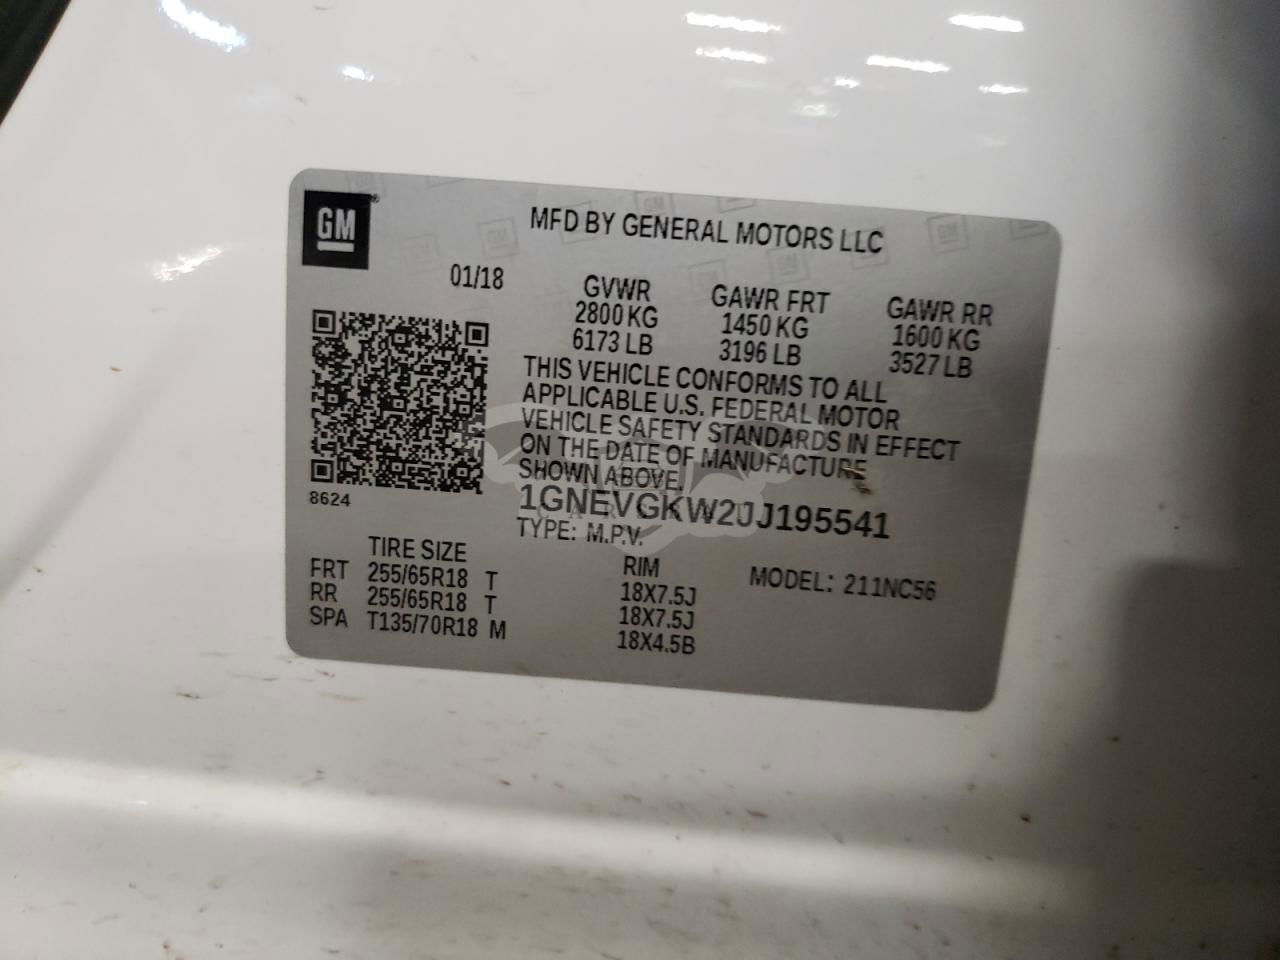 GM
MFD BY GENERAL MOTORS LLC
01/18
GVWR GAWR FRT GAWR RR
2800 KG 1450 KG 1600 KG
6173 LB 3196 LB 3527 LB
THIS VEHICLE CONFORMS TO ALL
APPLICABLE U.S. FEDERAL MOTOR
VEHICLE SAFETY STANDARDS IN EFFECT
ON THE DATE OF MANUFACTURE
SHOWN ABOVE.
8624
1GNEVGKW2JJ195541
TYPE: M.P.V.
TIRE SIZE RIM MODEL: 211NC56
FRT 255/65R18 T 18X7.5J
RR 255/65R18 T 18X7.5J
SPA T135/70R18 M 18X4.5B